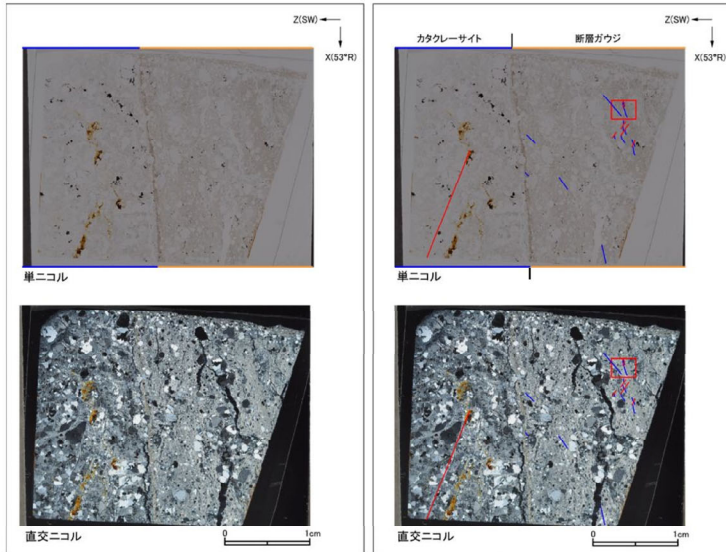 Z(SW)
X(53°R)
単ニコル
直交ニコル
0 1cm
Z(SW)
カタクレーサイト 断層ガウジ
X(53°R)
単ニコル
直交ニコル
0 1cm